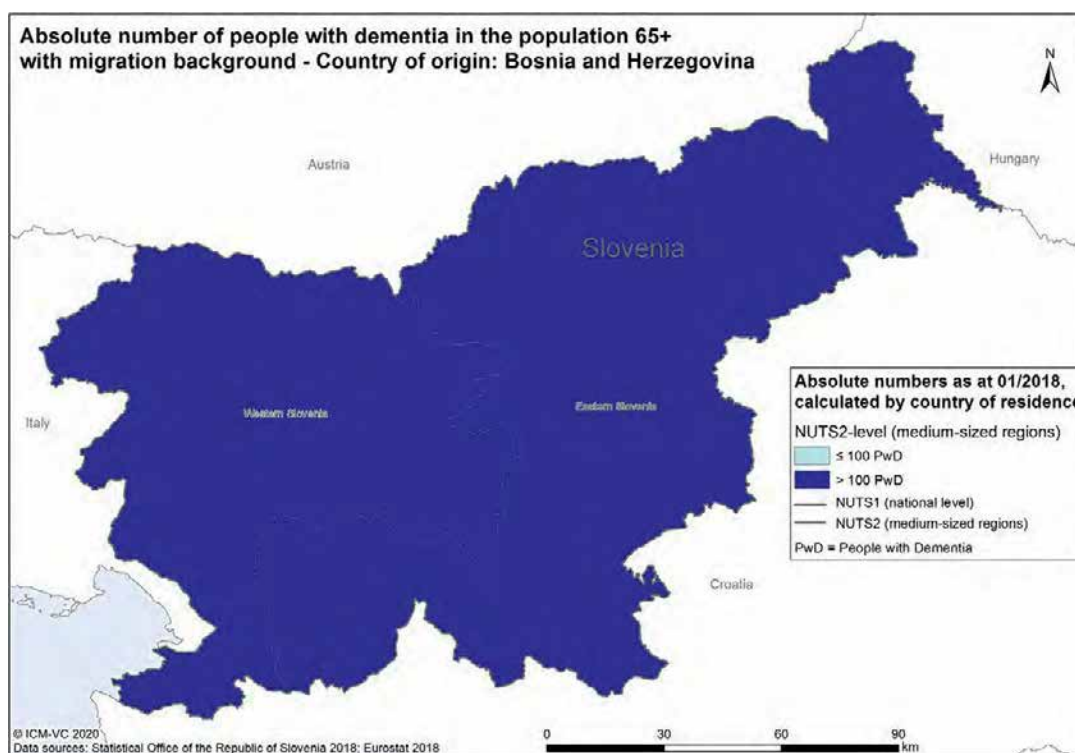 Absolute number of people with dementia in the population 65+
with migration background - Country of origin: Bosnia and Herzegovina
N
Austria
Hungary
Slovenia
Italy
Western Slovenia
Eastern Slovenia
Absolute numbers as at 01/2018,
calculated by country of residence
NUTS2-level (medium-sized regions)
≤ 100 PwD
> 100 PwD
NUTS1 (national level)
NUTS2 (medium-sized regions)
PwD = People with Dementia
Croatia
© ICM-VC 2020
Data sources: Statistical Office of the Republic of Slovenia 2018; Eurostat 2018
0 30 60 90
km